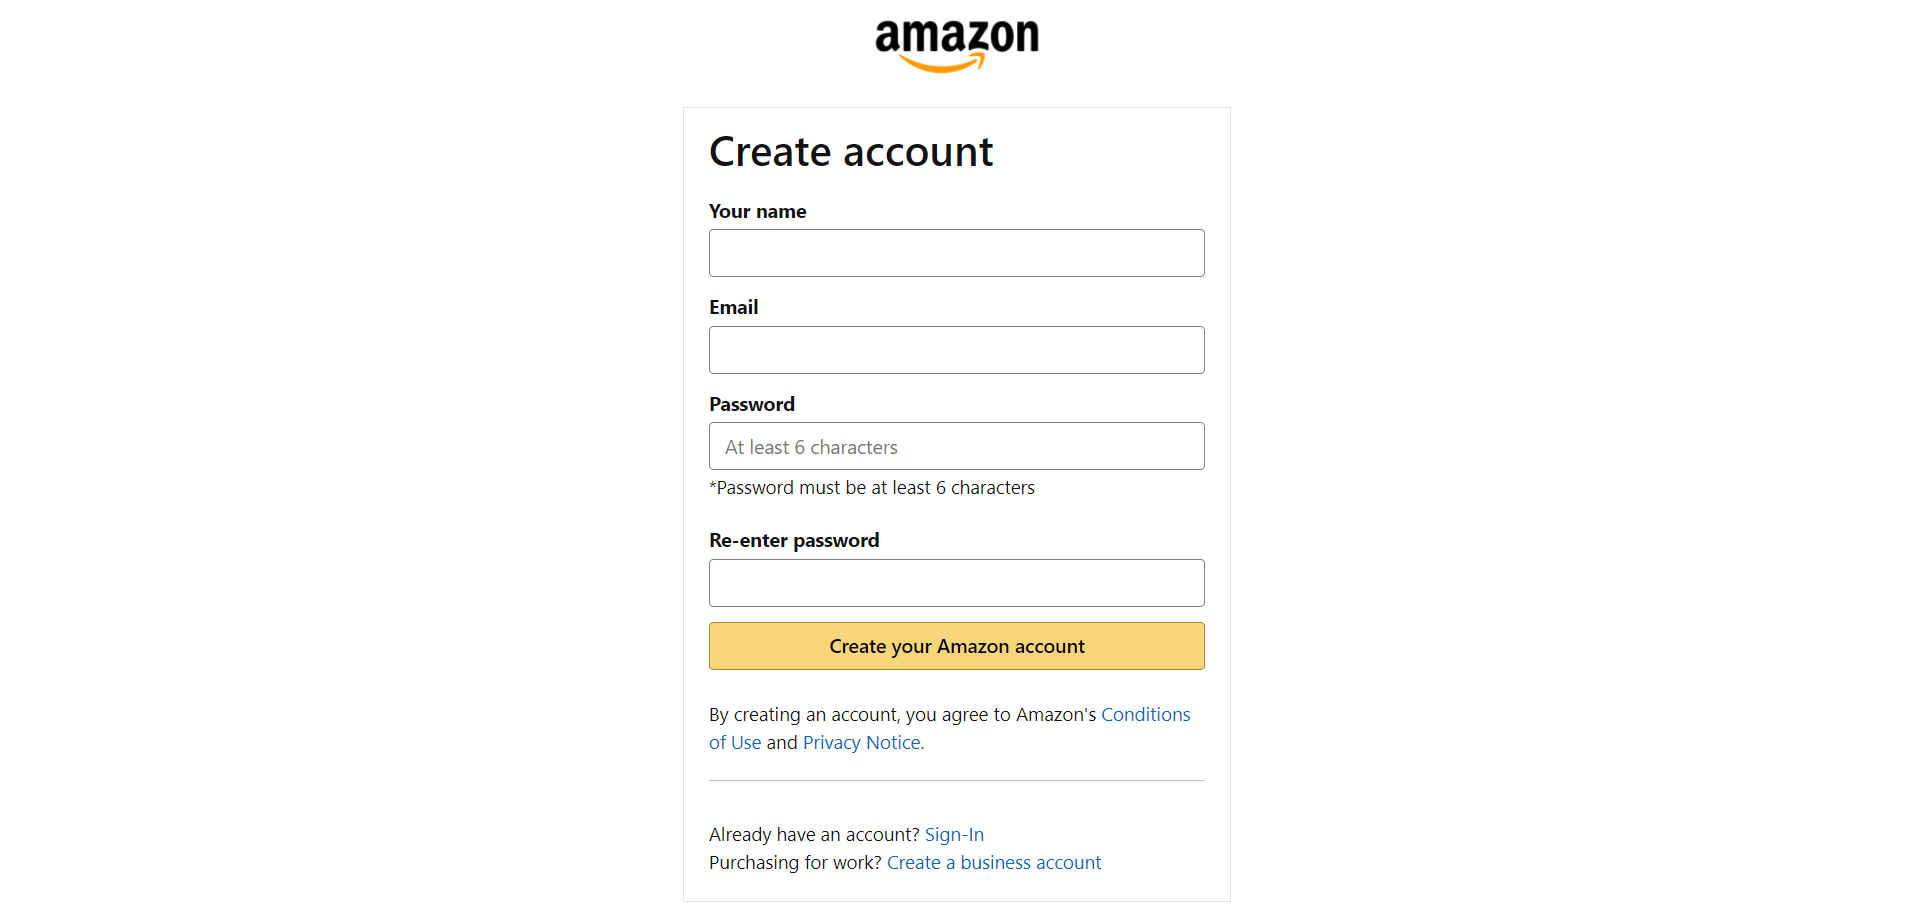 amazon
Create account
Your name
Email
Password
At least 6 characters
*Password must be at least 6 characters
Re-enter password
Create your Amazon account
By creating an account, you agree to Amazon's Conditions
of Use and Privacy Notice.
Already have an account? Sign-In
Purchasing for work? Create a business account